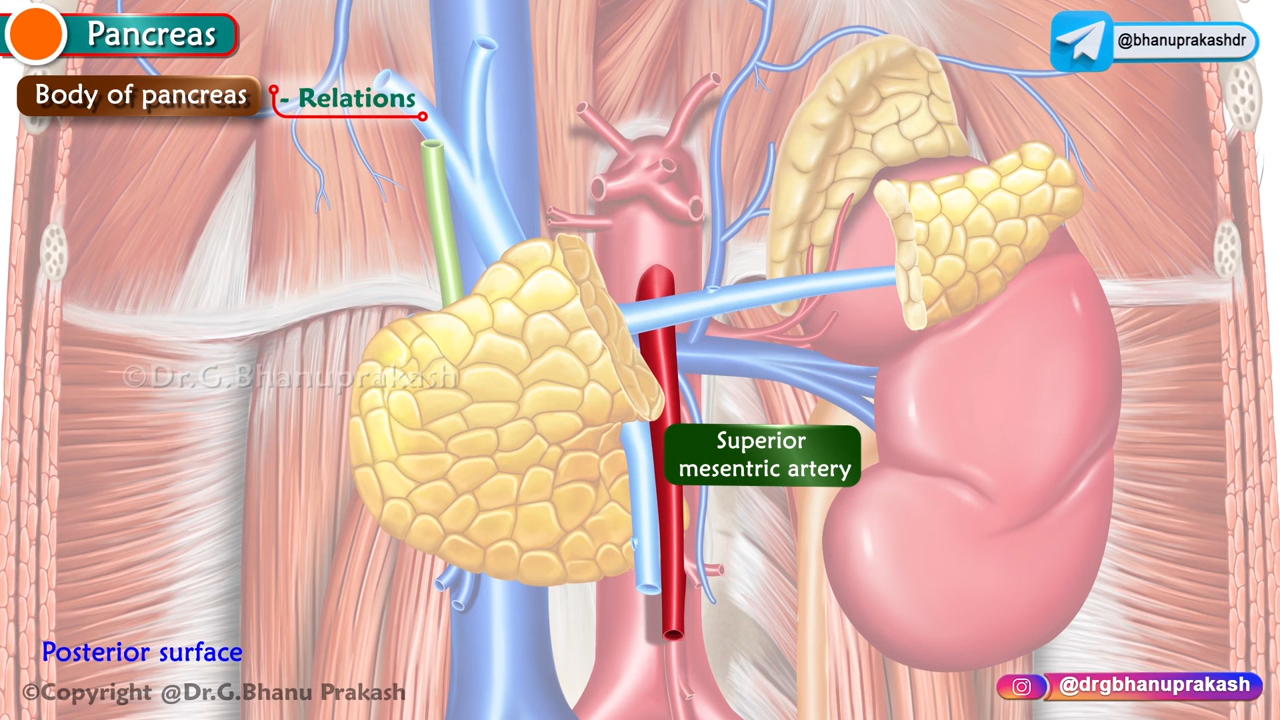 Pancreas
@bhanuprakashdr
Body of pancreas
- Relations
©Dr.G.Bhanuprakash
Superior
mesentric artery
Posterior surface
©Copyright @Dr.G.Bhanu Prakash
@drgbhanuprakash